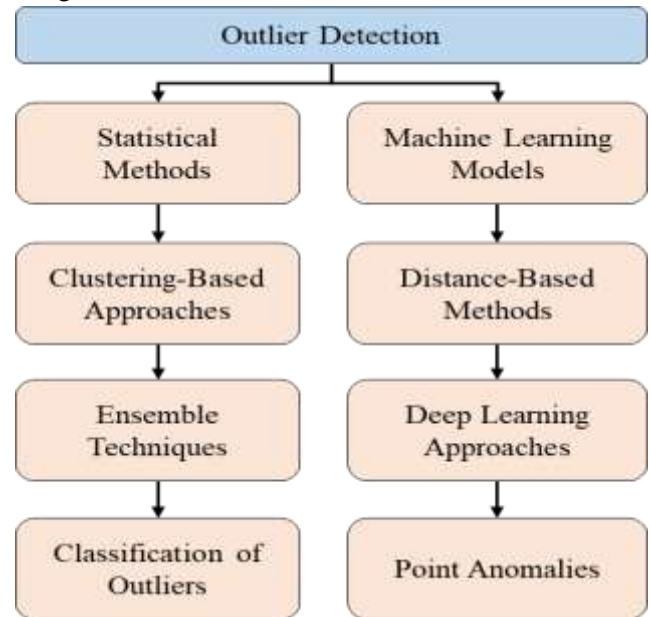 Outlier Detection
Statistical
Methods
Machine Learning
Models
Clustering-Based
Approaches
Distance-Based
Methods
Ensemble
Techniques
Deep Learning
Approaches
Classification of
Outliers
Point Anomalies